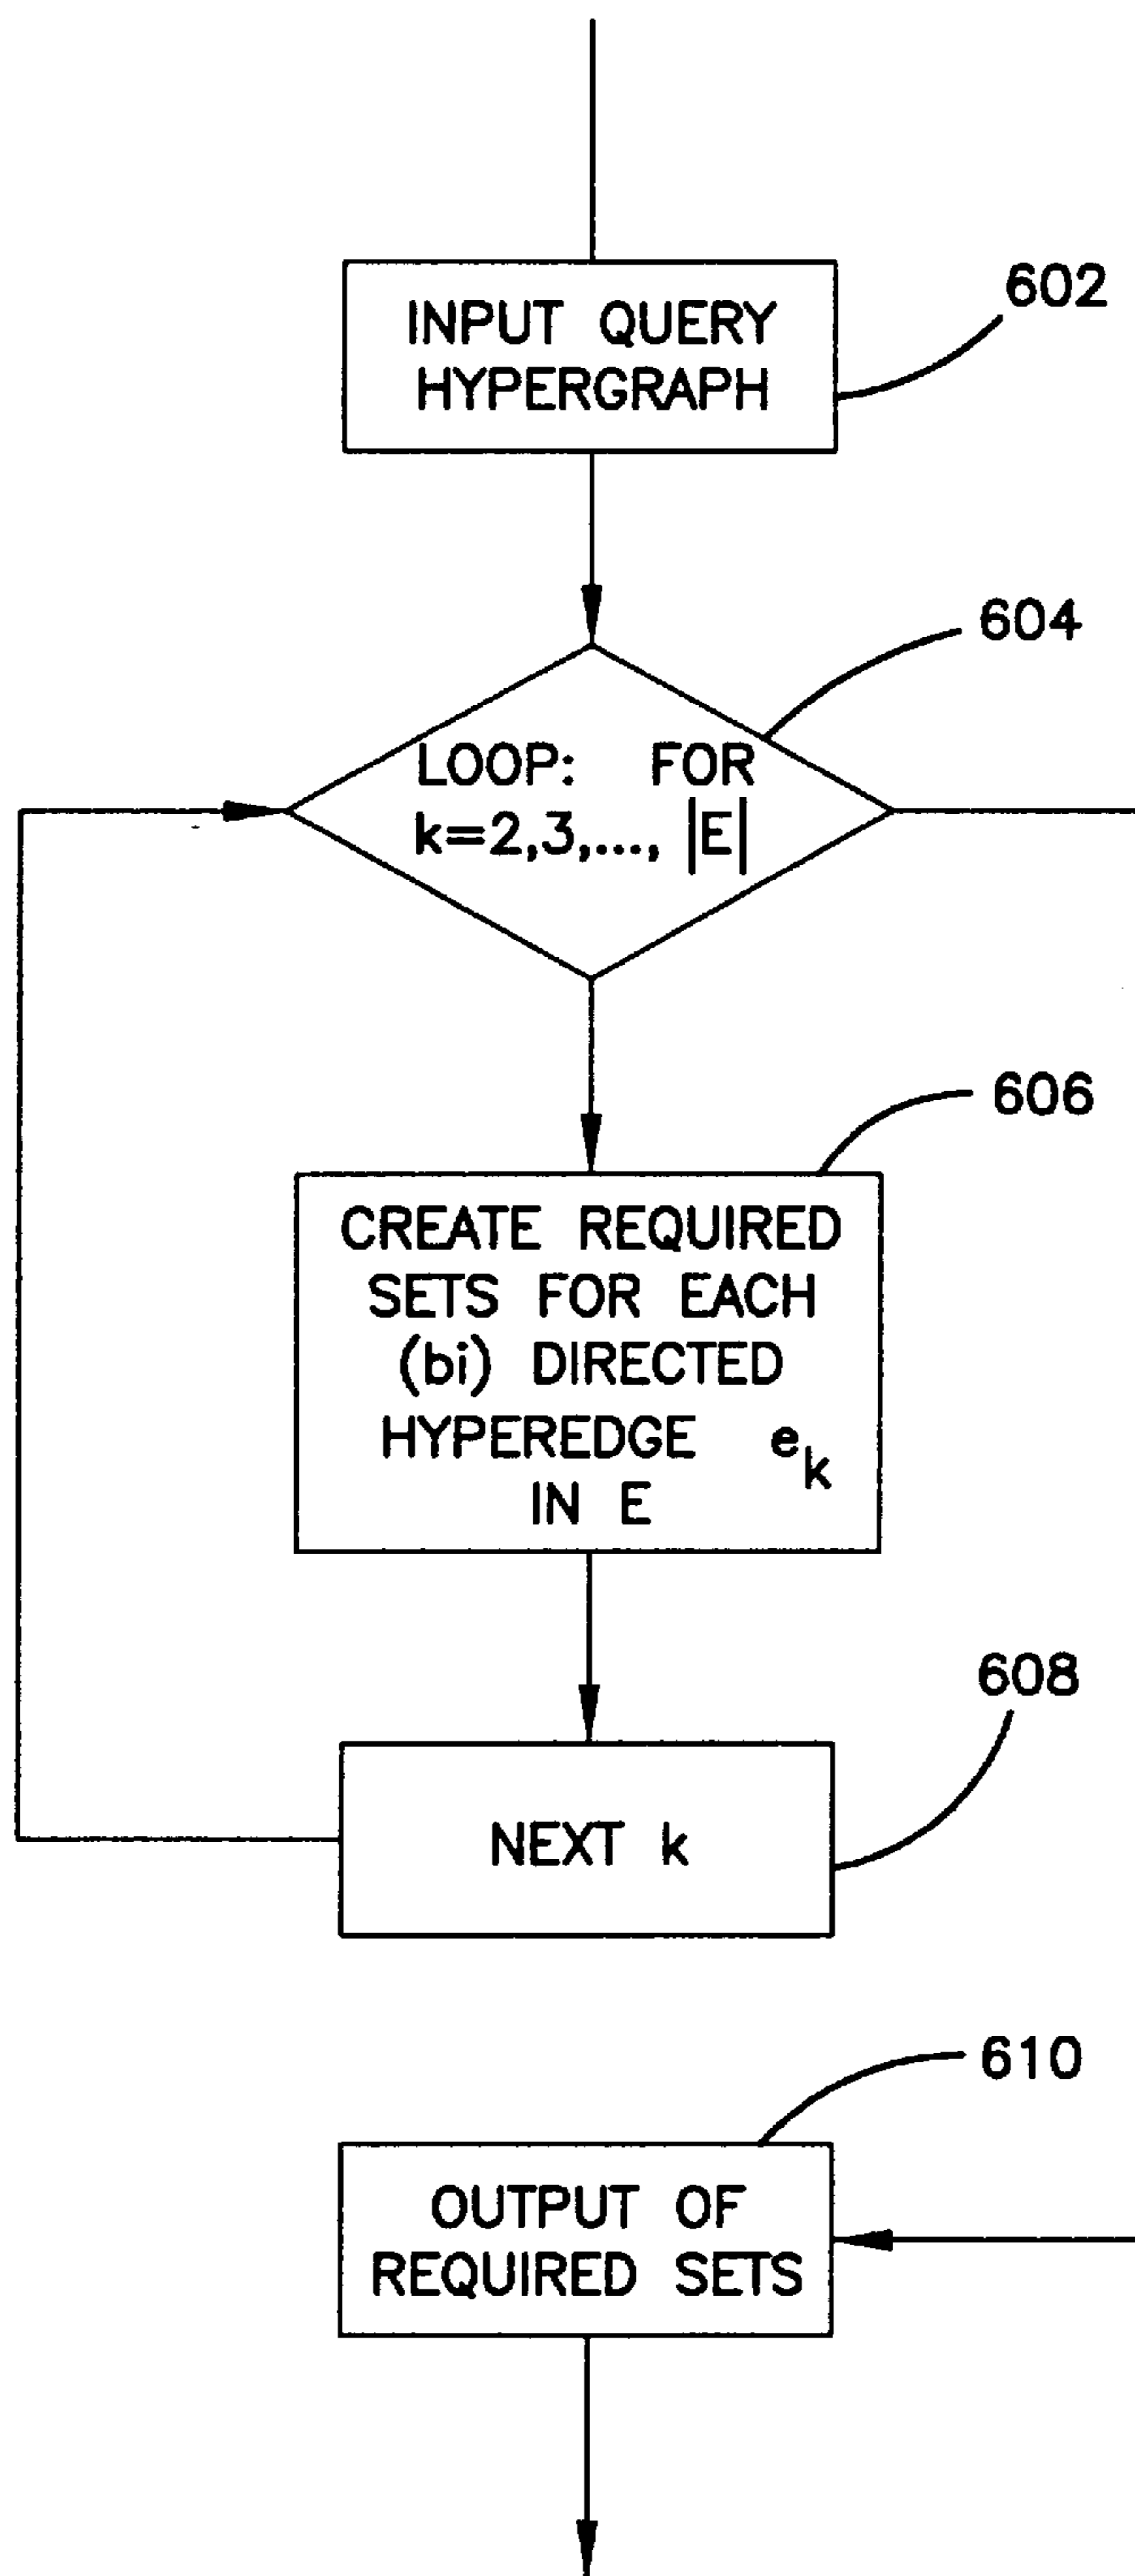 602
INPUT QUERY
HYPERGRAPH
604
LOOP: FOR
k=2,3,..., |E|
606
CREATE REQUIRED
SETS FOR EACH
(bi) DIRECTED
HYPEREDGE e_k
IN E
608
NEXT k
610
OUTPUT OF
REQUIRED SETS